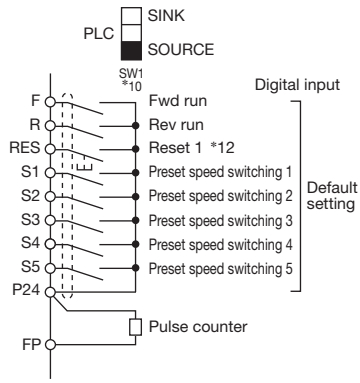 SINK
PLC
SOURCE
SW1
*10
Digital input
F Fwd run
R Rev run
RES Reset 1 *12
S1 Preset speed switching 1
S2 Preset speed switching 2
S3 Preset speed switching 3
S4 Preset speed switching 4
S5 Preset speed switching 5
Default
setting
P24
Pulse counter
FP